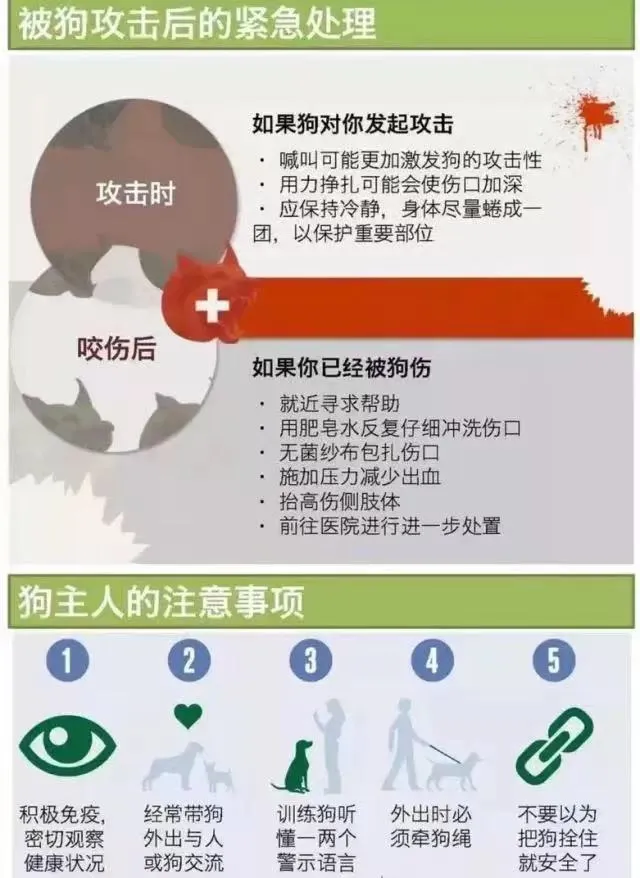 被狗攻击后的紧急处理
攻击时
如果狗对你发起攻击
· 喊叫可能更加激发狗的攻击性
· 用力挣扎可能会使伤口加深
· 应保持冷静，身体尽量蜷成一
团，以保护重要部位
咬伤后
如果你已经被狗伤
· 就近寻求帮助
· 用肥皂水反复仔细冲洗伤口
· 无菌纱布包扎伤口
· 施加压力减少出血
· 抬高伤侧肢体
· 前往医院进行进一步处置
狗主人的注意事项
1
积极免疫，
密切观察
健康状况
2
经常带狗
外出与人
或狗交流
3
训练狗听
懂一两个
警示语言
4
外出时必
须牵狗绳
5
不要以为
把狗拴住
就安全了